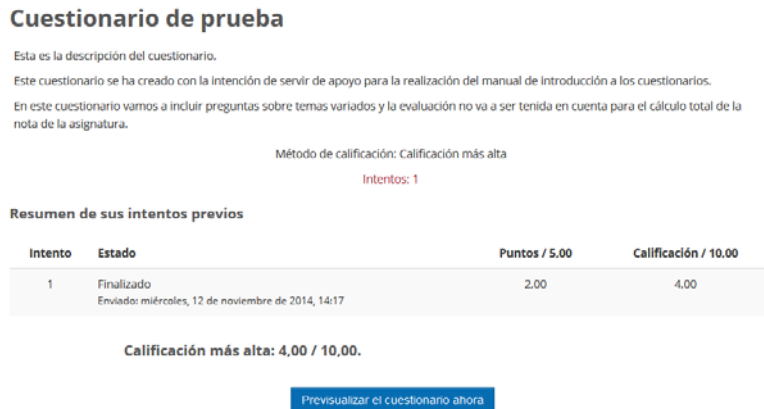 Cuestionario de prueba
Esta es la descripción del cuestionario.
Este cuestionario se ha creado con la intención de servir de apoyo para la realización del manual de introducción a los cuestionarios.
En este cuestionario vamos a incluir preguntas sobre temas variados y la evaluación no va a ser tenida en cuenta para el cálculo total de la
nota de la asignatura.
Método de calificación: Calificación más alta
Intentos: 1
Resumen de sus intentos previos
Intento Estado Puntos / 5.00 Calificación / 10.00
1 Finalizado 2.00 4.00
Enviado: miércoles, 12 de noviembre de 2014, 14:17
Calificación más alta: 4,00 / 10,00.
Previsualizar el cuestionario ahora